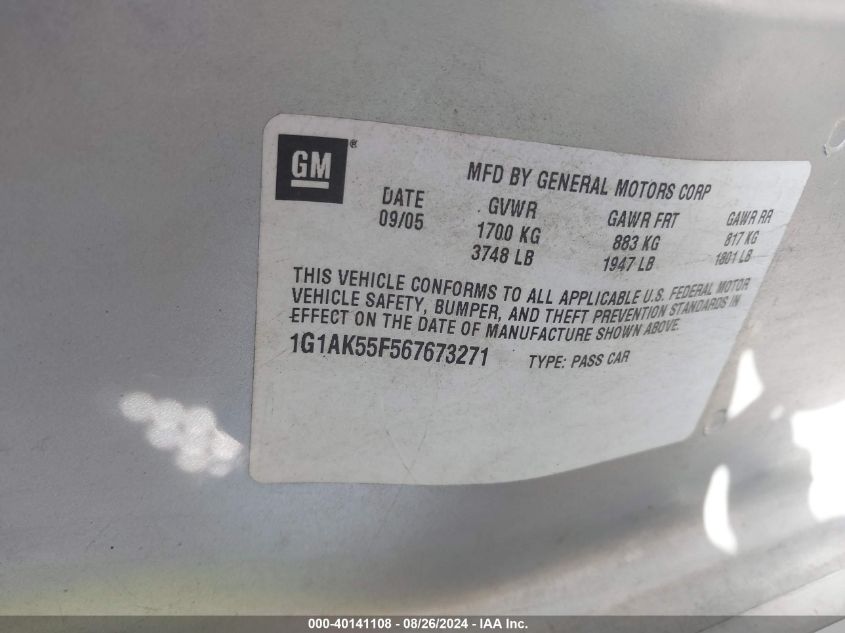 GM®
MFD BY GENERAL MOTORS CORP
DATE GVWR GAWR FRT GAWR RR
09/05 1700 KG 883 KG 817 KG
3748 LB 1947 LB 1801 LB
THIS VEHICLE CONFORMS TO ALL APPLICABLE U.S. FEDERAL MOTOR
VEHICLE SAFETY, BUMPER, AND THEFT PREVENTION STANDARDS IN
EFFECT ON THE DATE OF MANUFACTURE SHOWN ABOVE.
1G1AK55F567673271 TYPE: PASS CAR
000-40141108 - 08/26/2024 - IAA Inc.